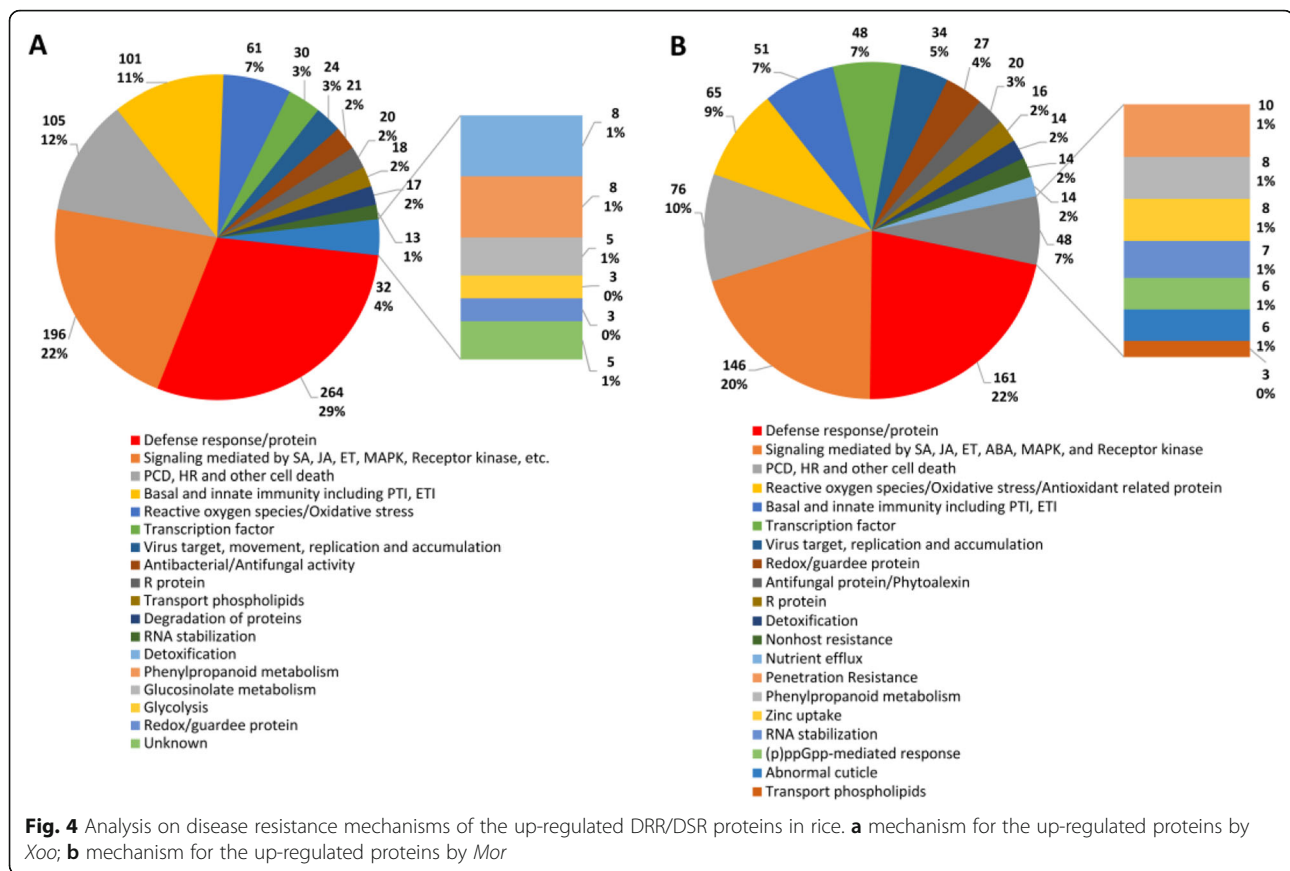 A
61
7%
30
3%
24
3%
21
2%
20
2%
18
2%
17
2%
13
1%
32
4%
264
29%
196
22%
105
12%
101
11%
8
1%
8
1%
5
1%
3
0%
3
0%
5
1%
Defense response/protein
Signaling mediated by SA, JA, ET, MAPK, Receptor kinase, etc.
PCD, HR and other cell death
Basal and innate immunity including PTI, ETI
Reactive oxygen species/Oxidative stress
Transcription factor
Virus target, movement, replication and accumulation
Antibacterial/Antifungal activity
R protein
Transport phospholipids
Degradation of proteins
RNA stabilization
Detoxification
Phenylpropanoid metabolism
Glucosinolate metabolism
Glycolysis
Redox/guardee protein
Unknown
B
48
7%
34
5%
27
4%
20
3%
16
2%
14
2%
14
2%
14
2%
48
7%
161
22%
146
20%
76
10%
65
9%
51
7%
10
1%
8
1%
8
1%
7
1%
6
1%
6
1%
3
0%
Defense response/protein
Signaling mediated by SA, JA, ET, ABA, MAPK, and Receptor kinase
PCD, HR and other cell death
Reactive oxygen species/Oxidative stress/Antioxidant related protein
Basal and innate immunity including PTI, ETI
Transcription factor
Virus target, replication and accumulation
Redox/guardee protein
Antifungal protein/Phytoalexin
R protein
Detoxification
Nonhost resistance
Nutrient efflux
Penetration Resistance
Phenylpropanoid metabolism
Zinc uptake
RNA stabilization
(p)ppGpp-mediated response
Abnormal cuticle
Transport phospholipids
Fig. 4 Analysis on disease resistance mechanisms of the up-regulated DRR/DSR proteins in rice. a mechanism for the up-regulated proteins by
Xoo; b mechanism for the up-regulated proteins by Mor